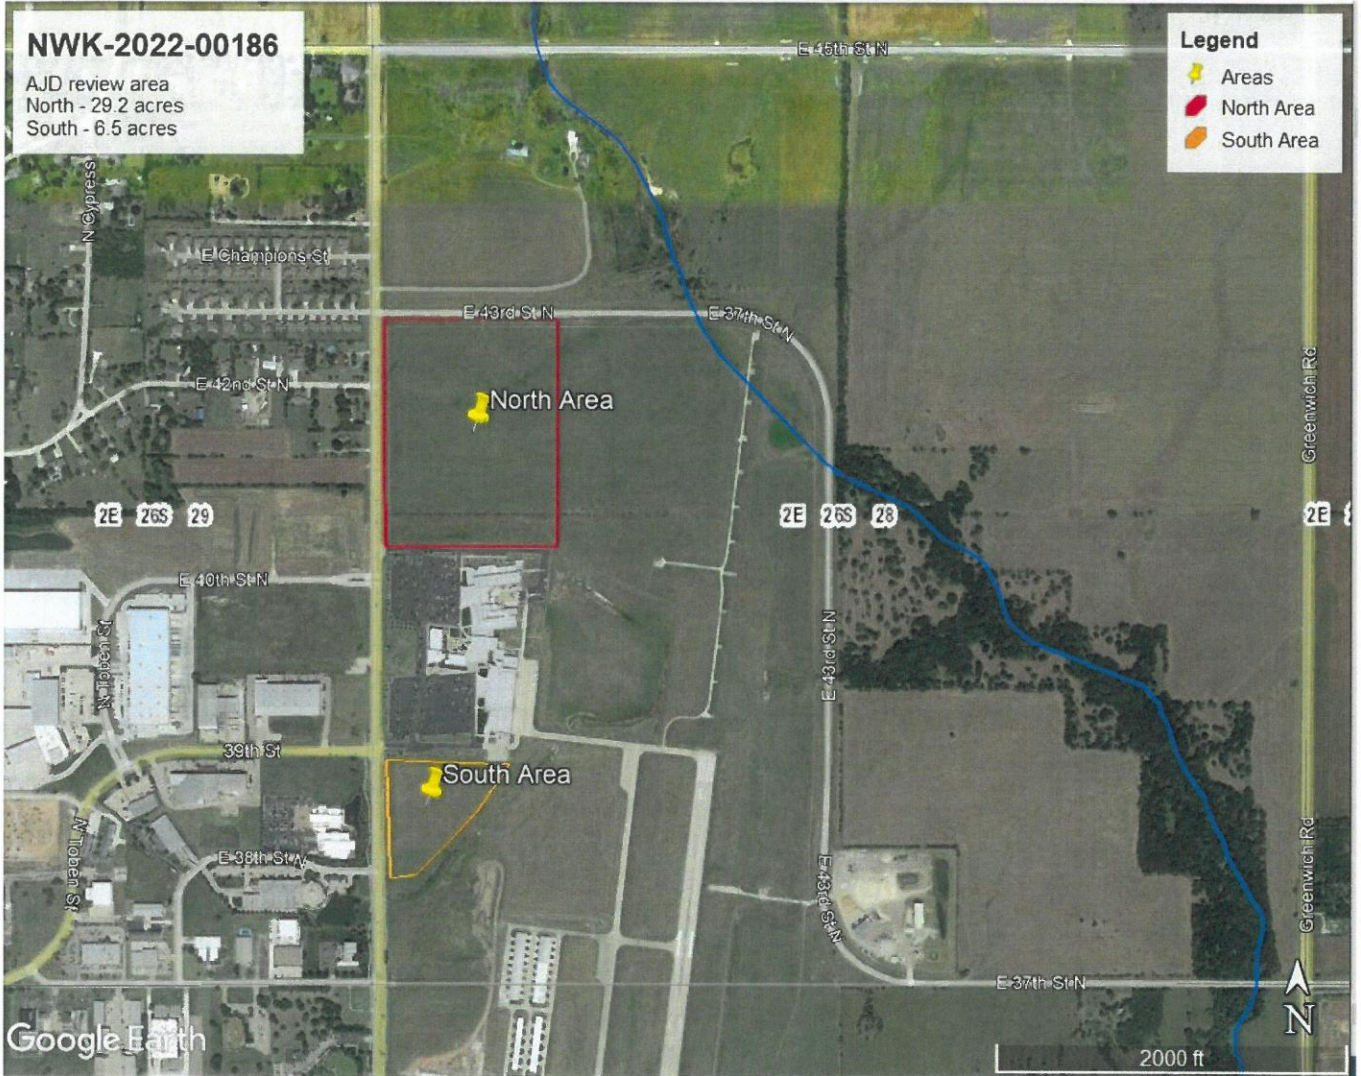 NWK-2022-00186
AJD review area
North - 29.2 acres
South - 6.5 acres
Legend
Areas
North Area
South Area
E 45th St N
N Cypress
E Champions St
E 43rd St N
E 37th St N
E 42nd St N
North Area
Greenwich Rd
2E 26S 29
2E 26S 28
2E
E 40th St N
N Toben St
E 43rd St N
39th St
South Area
N Toben St
E 38th St N
E 43rd St N
Greenwich Rd
E 37th St N
N
Google Earth
2000 ft